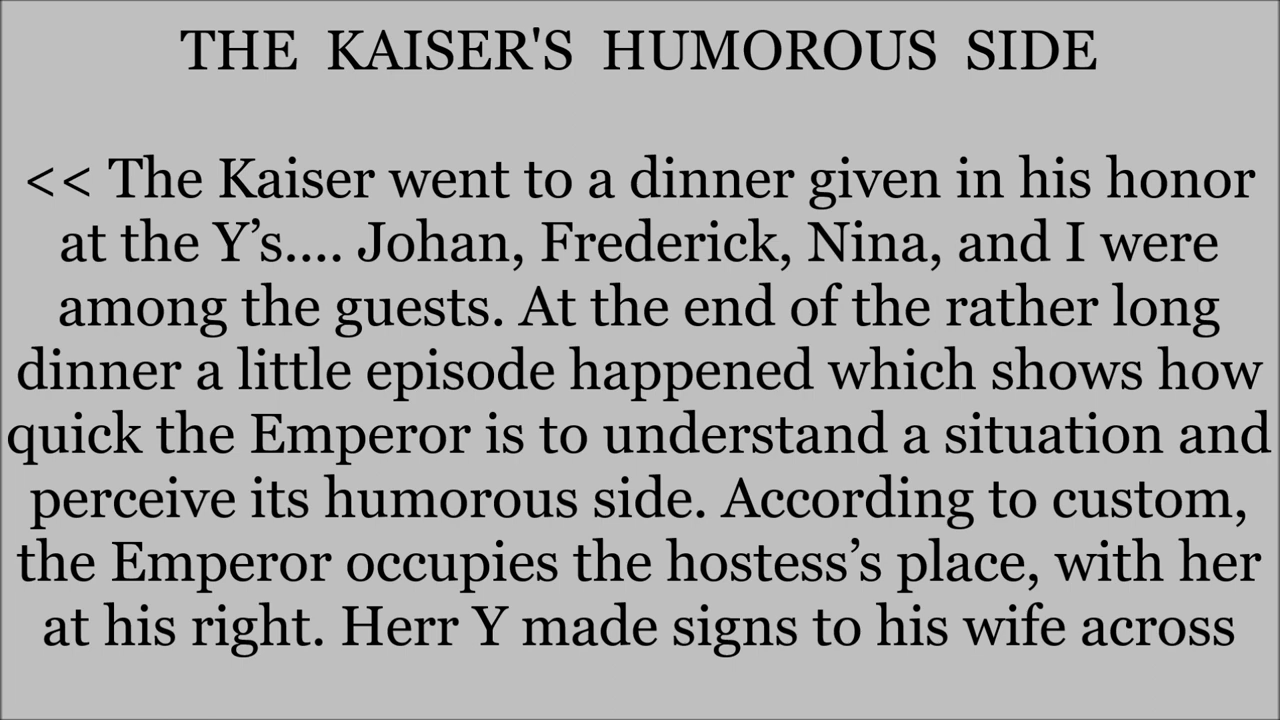 THE KAISER'S HUMOROUS SIDE
<< The Kaiser went to a dinner given in his honor
at the Y’s.... Johan, Frederick, Nina, and I were
among the guests. At the end of the rather long
dinner a little episode happened which shows how
quick the Emperor is to understand a situation and
perceive its humorous side. According to custom,
the Emperor occupies the hostess’s place, with her
at his right. Herr Y made signs to his wife across